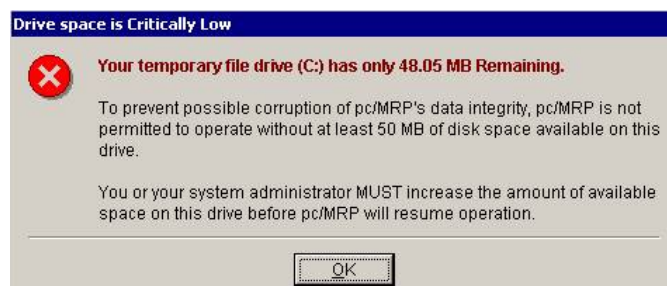 Drive space is Critically Low
Your temporary file drive (C:) has only 48.05 MB Remaining.
To prevent possible corruption of pc/MRP's data integrity, pc/MRP is not
permitted to operate without at least 50 MB of disk space available on this
drive.
You or your system administrator MUST increase the amount of available
space on this drive before pc/MRP will resume operation.
OK